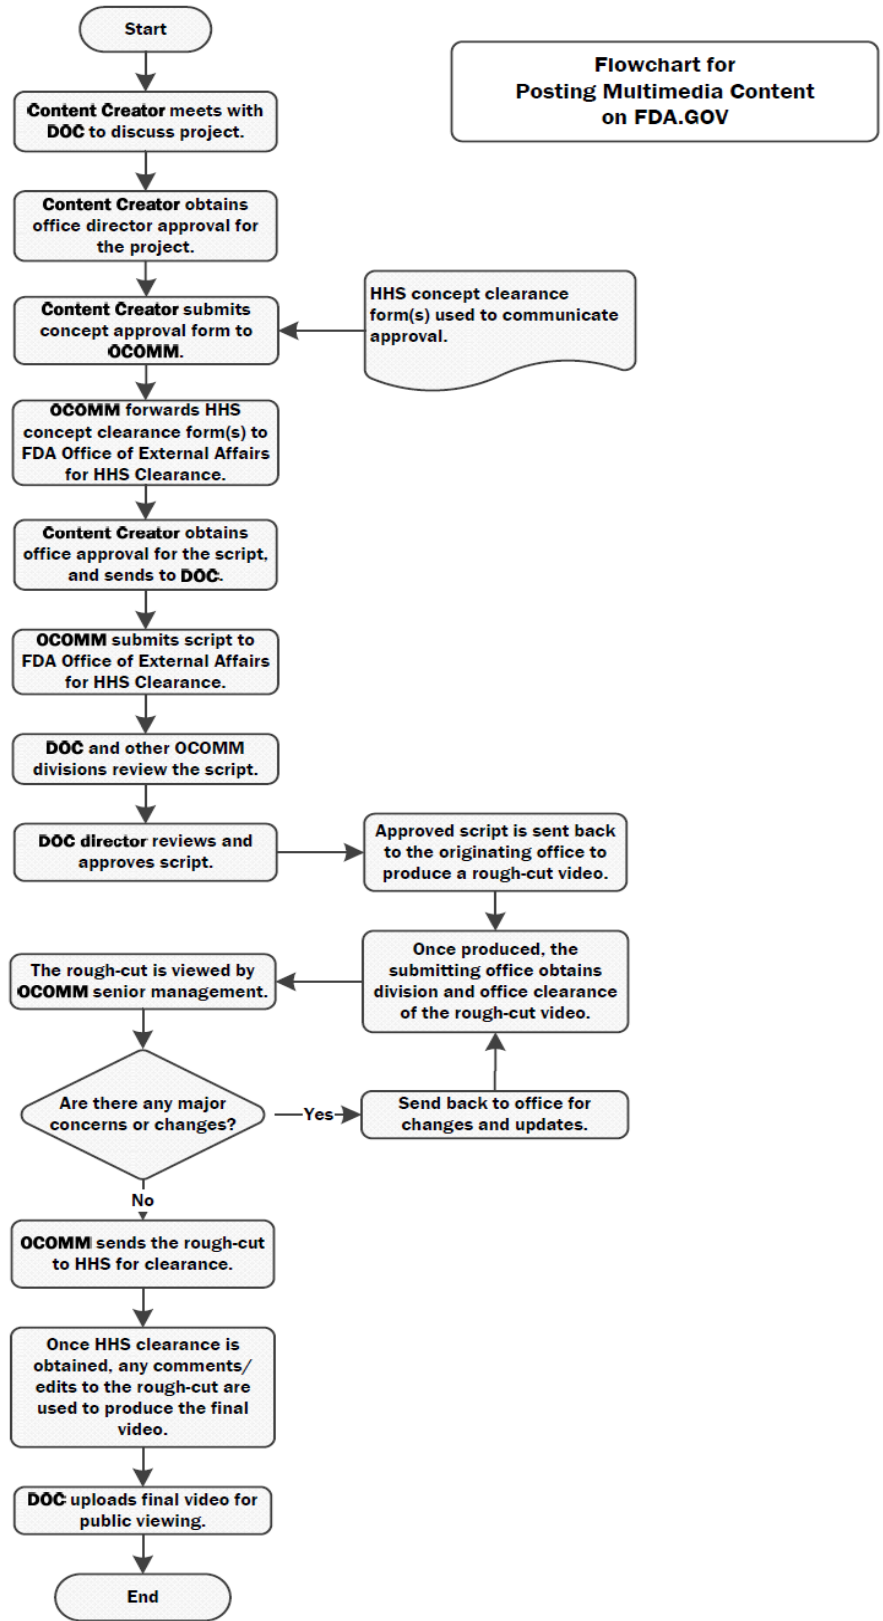 Start
Flowchart for
Posting Multimedia Content
on FDA.GOV
Content Creator meets with
DOC to discuss project.
Content Creator obtains
office director approval for
the project.
Content Creator submits
concept approval form to
OCOMM.
HHS concept clearance
form(s) used to communicate
approval.
OCOMM forwards HHS
concept clearance form(s) to
FDA Office of External Affairs
for HHS Clearance.
Content Creator obtains
office approval for the script,
and sends to DOC.
OCOMM submits script to
FDA Office of External Affairs
for HHS Clearance.
DOC and other OCOMM
divisions review the script.
DOC director reviews and
approves script.
Approved script is sent back
to the originating office to
produce a rough-cut video.
Once produced, the
submitting office obtains
division and office clearance
of the rough-cut video.
The rough-cut is viewed by
OCOMM senior management.
Are there any major
concerns or changes?
Yes
Send back to office for
changes and updates.
No
OCOMM sends the rough-cut
to HHS for clearance.
Once HHS clearance is
obtained, any comments/
edits to the rough-cut are
used to produce the final
video.
DOC uploads final video for
public viewing.
End